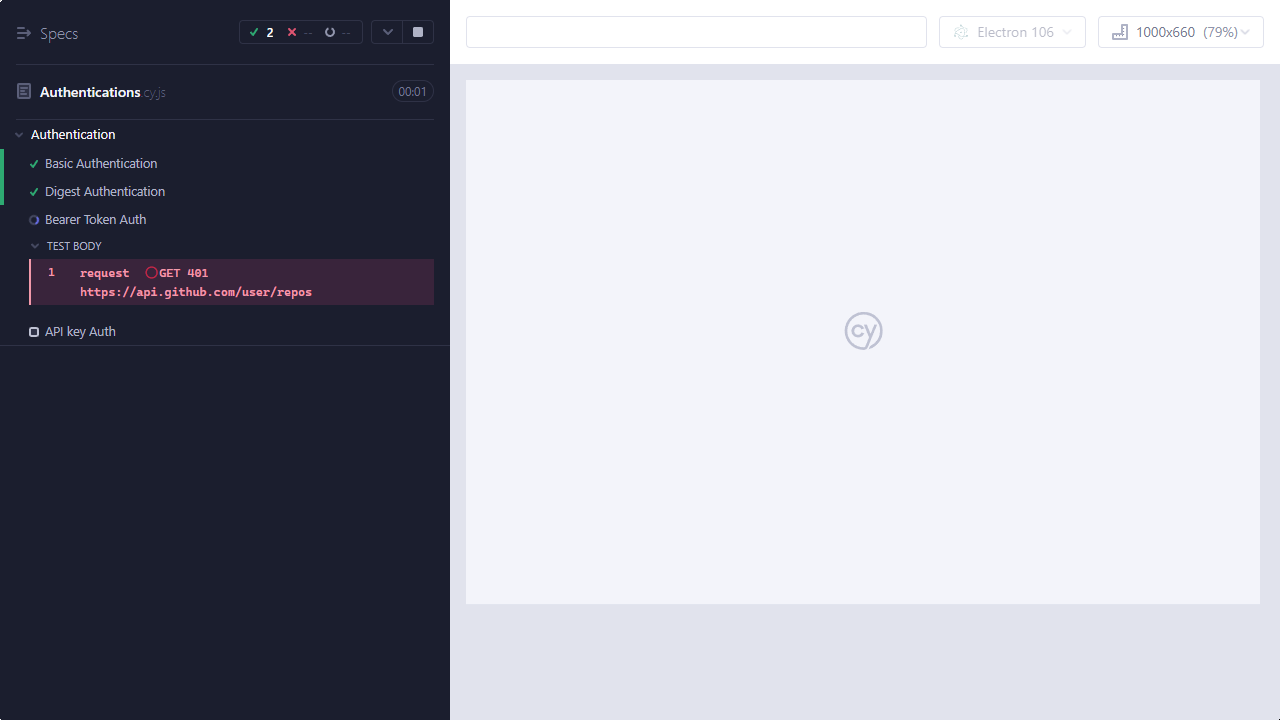 Specs
2 -- --
Authentications.cy.js
00:01
Authentication
Basic Authentication
Digest Authentication
Bearer Token Auth
TEST BODY
1 request GET 401
https://api.github.com/user/repos
API key Auth
Electron 106
1000x660 (79%)
cy